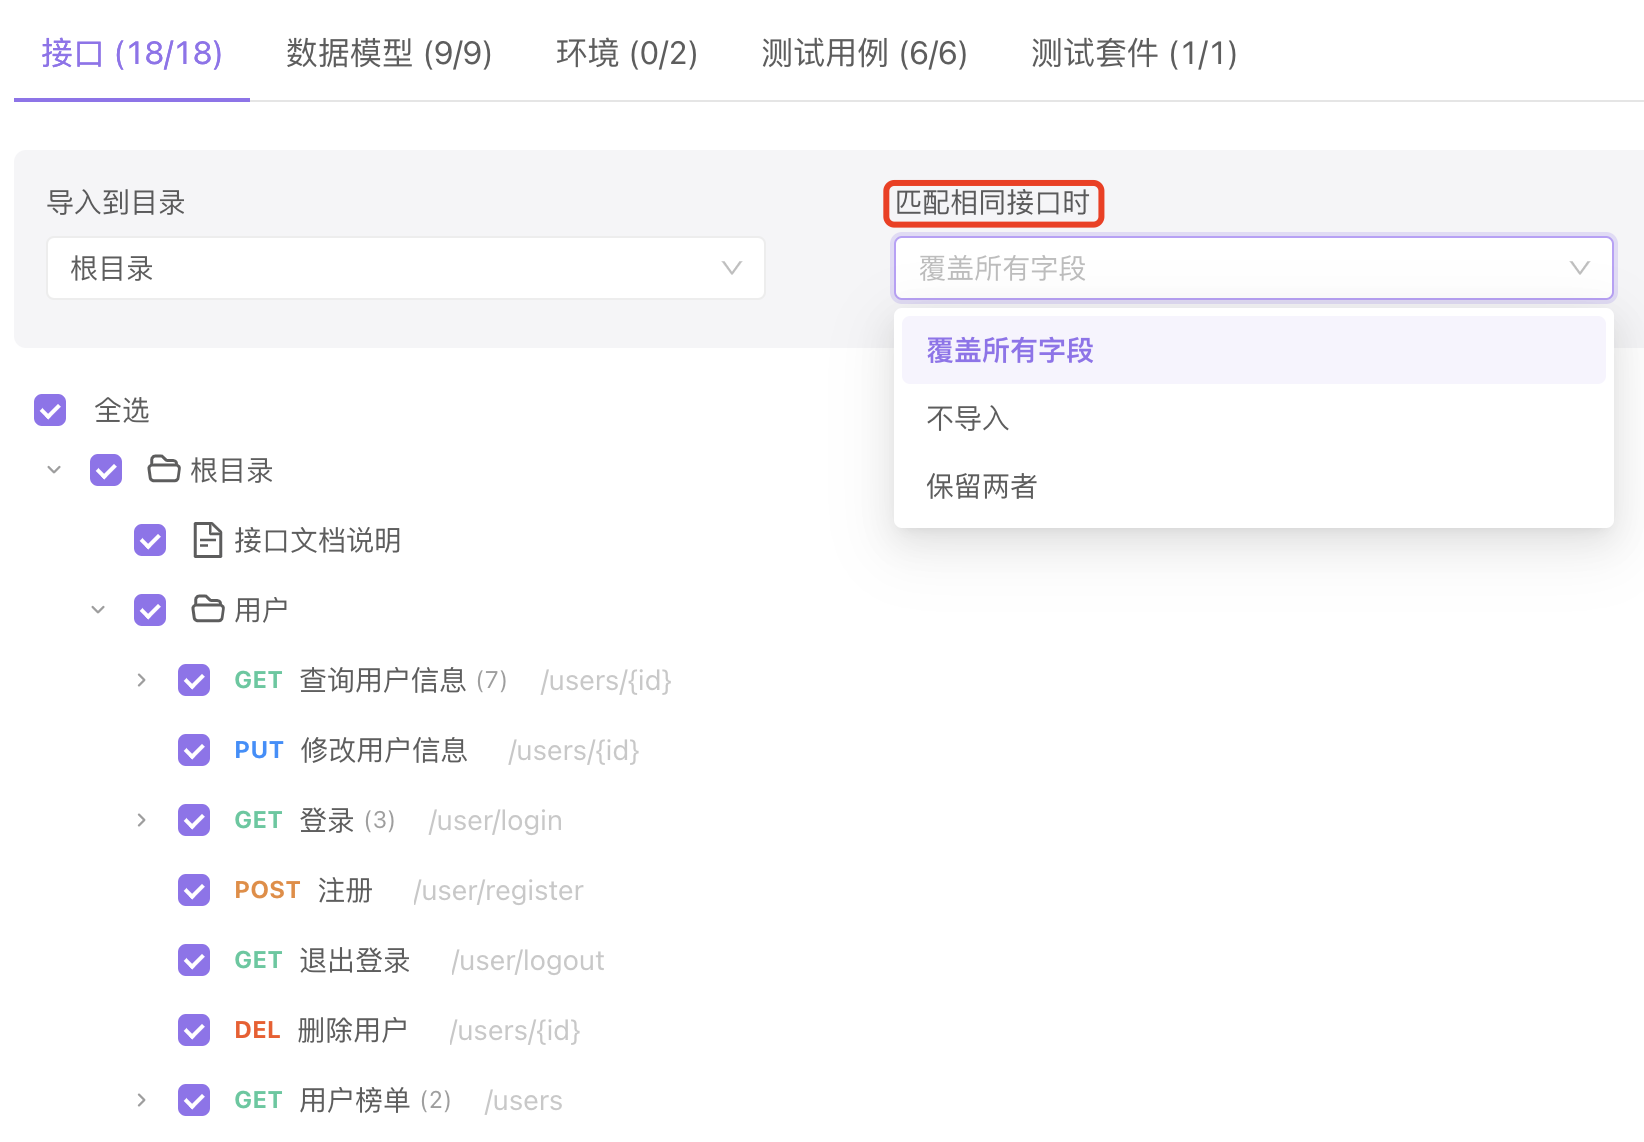 接口 (18/18) 数据模型 (9/9) 环境 (0/2) 测试用例 (6/6) 测试套件 (1/1)
导入到目录 匹配相同接口时
根目录 覆盖所有字段
覆盖所有字段
不导入
保留两者
全选
根目录
接口文档说明
用户
GET 查询用户信息 (7) /users/{id}
PUT 修改用户信息 /users/{id}
GET 登录 (3) /user/login
POST 注册 /user/register
GET 退出登录 /user/logout
DEL 删除用户 /users/{id}
GET 用户榜单 (2) /users